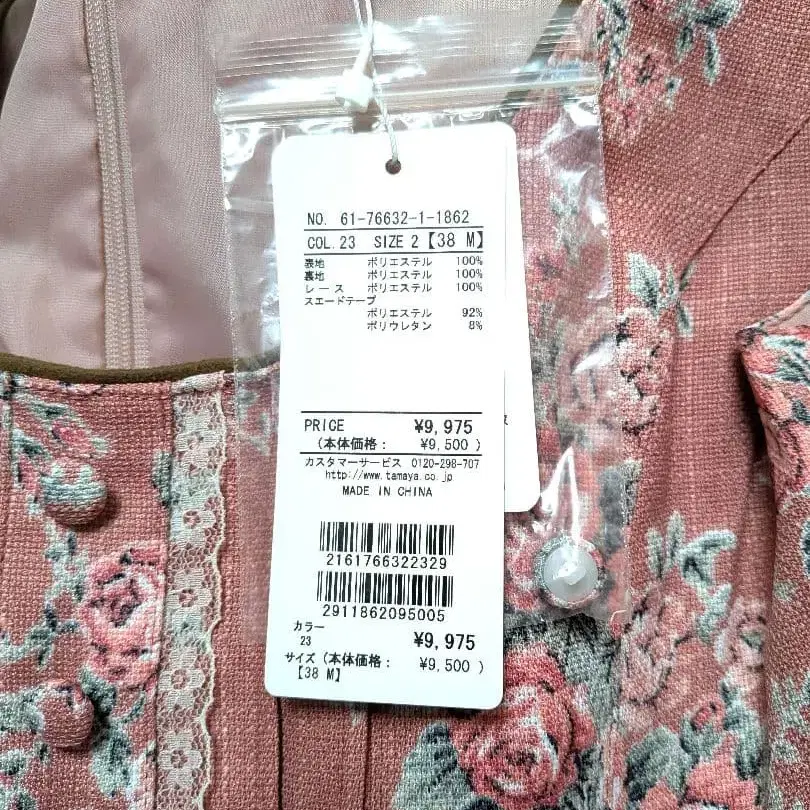 NO. 61-76632-1-1862
COL.23 SIZE 2【38 M】
表地 ポリエステル 100%
裏地 ポリエステル 100%
レース ポリエステル 100%
スエードテープ
ポリエステル 92%
ポリウレタン 8%
PRICE ¥9,975
(本体価格: ¥9,500 )
カスタマーサービス 0120-298-707
http://www.tamaya.co.jp
MADE IN CHINA
2161766322329
2911862095005
カラー
23 ¥9,975
サイズ (本体価格: ¥9,500 )
【38 M】